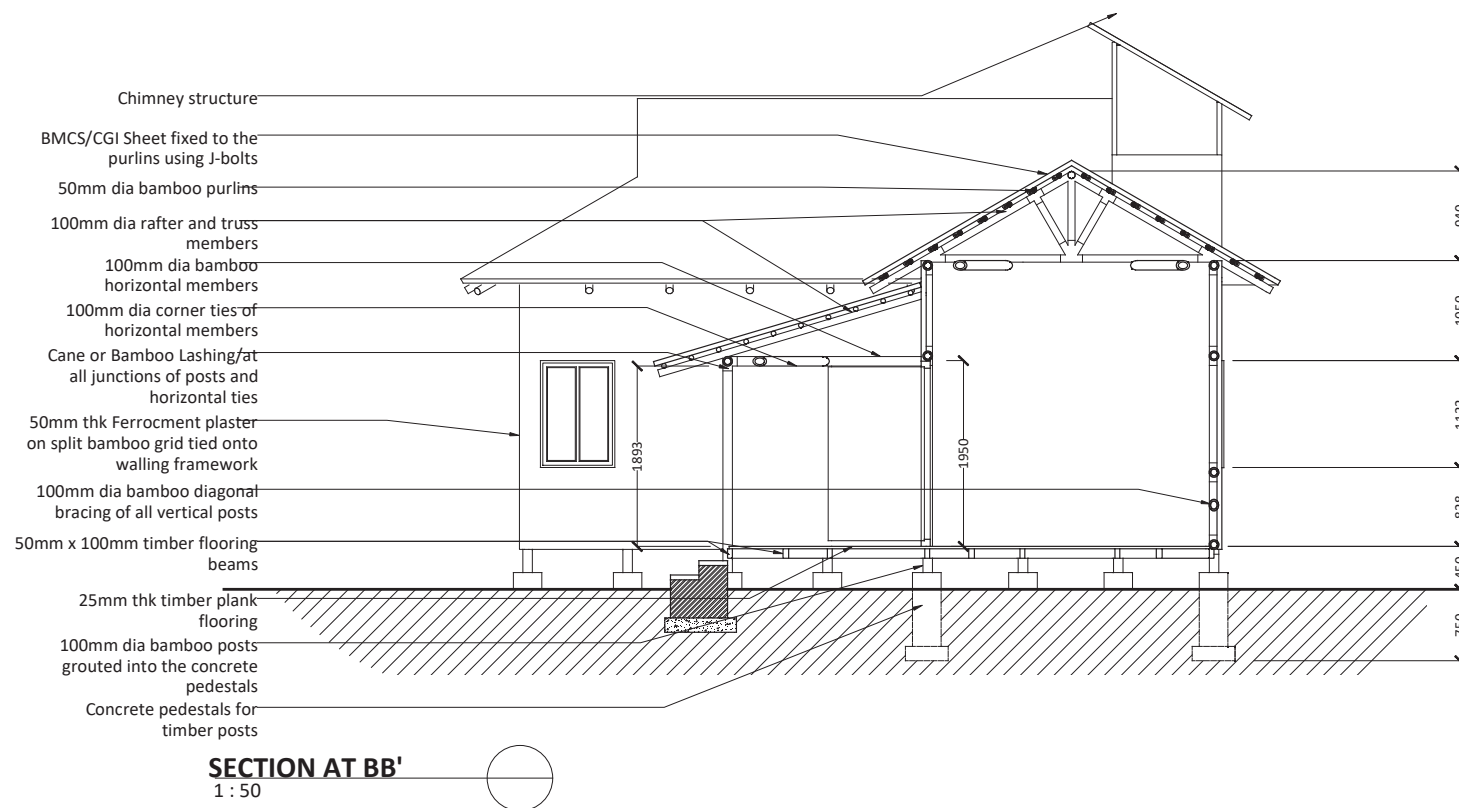 Chimney structure
BMCS/CGI Sheet fixed to the
purlins using J-bolts
50mm dia bamboo purlins
100mm dia rafter and truss
members
100mm dia bamboo
horizontal members
100mm dia corner ties of
horizontal members
Cane or Bamboo Lashing/at
all junctions of posts and
horizontal ties
50mm thk Ferrocment plaster
on split bamboo grid tied onto
walling framework
100mm dia bamboo diagonal
bracing of all vertical posts
50mm x 100mm timber flooring
beams
25mm thk timber plank
flooring
100mm dia bamboo posts
grouted into the concrete
pedestals
Concrete pedestals for
timber posts
1893
1950
SECTION AT BB'
1 : 50